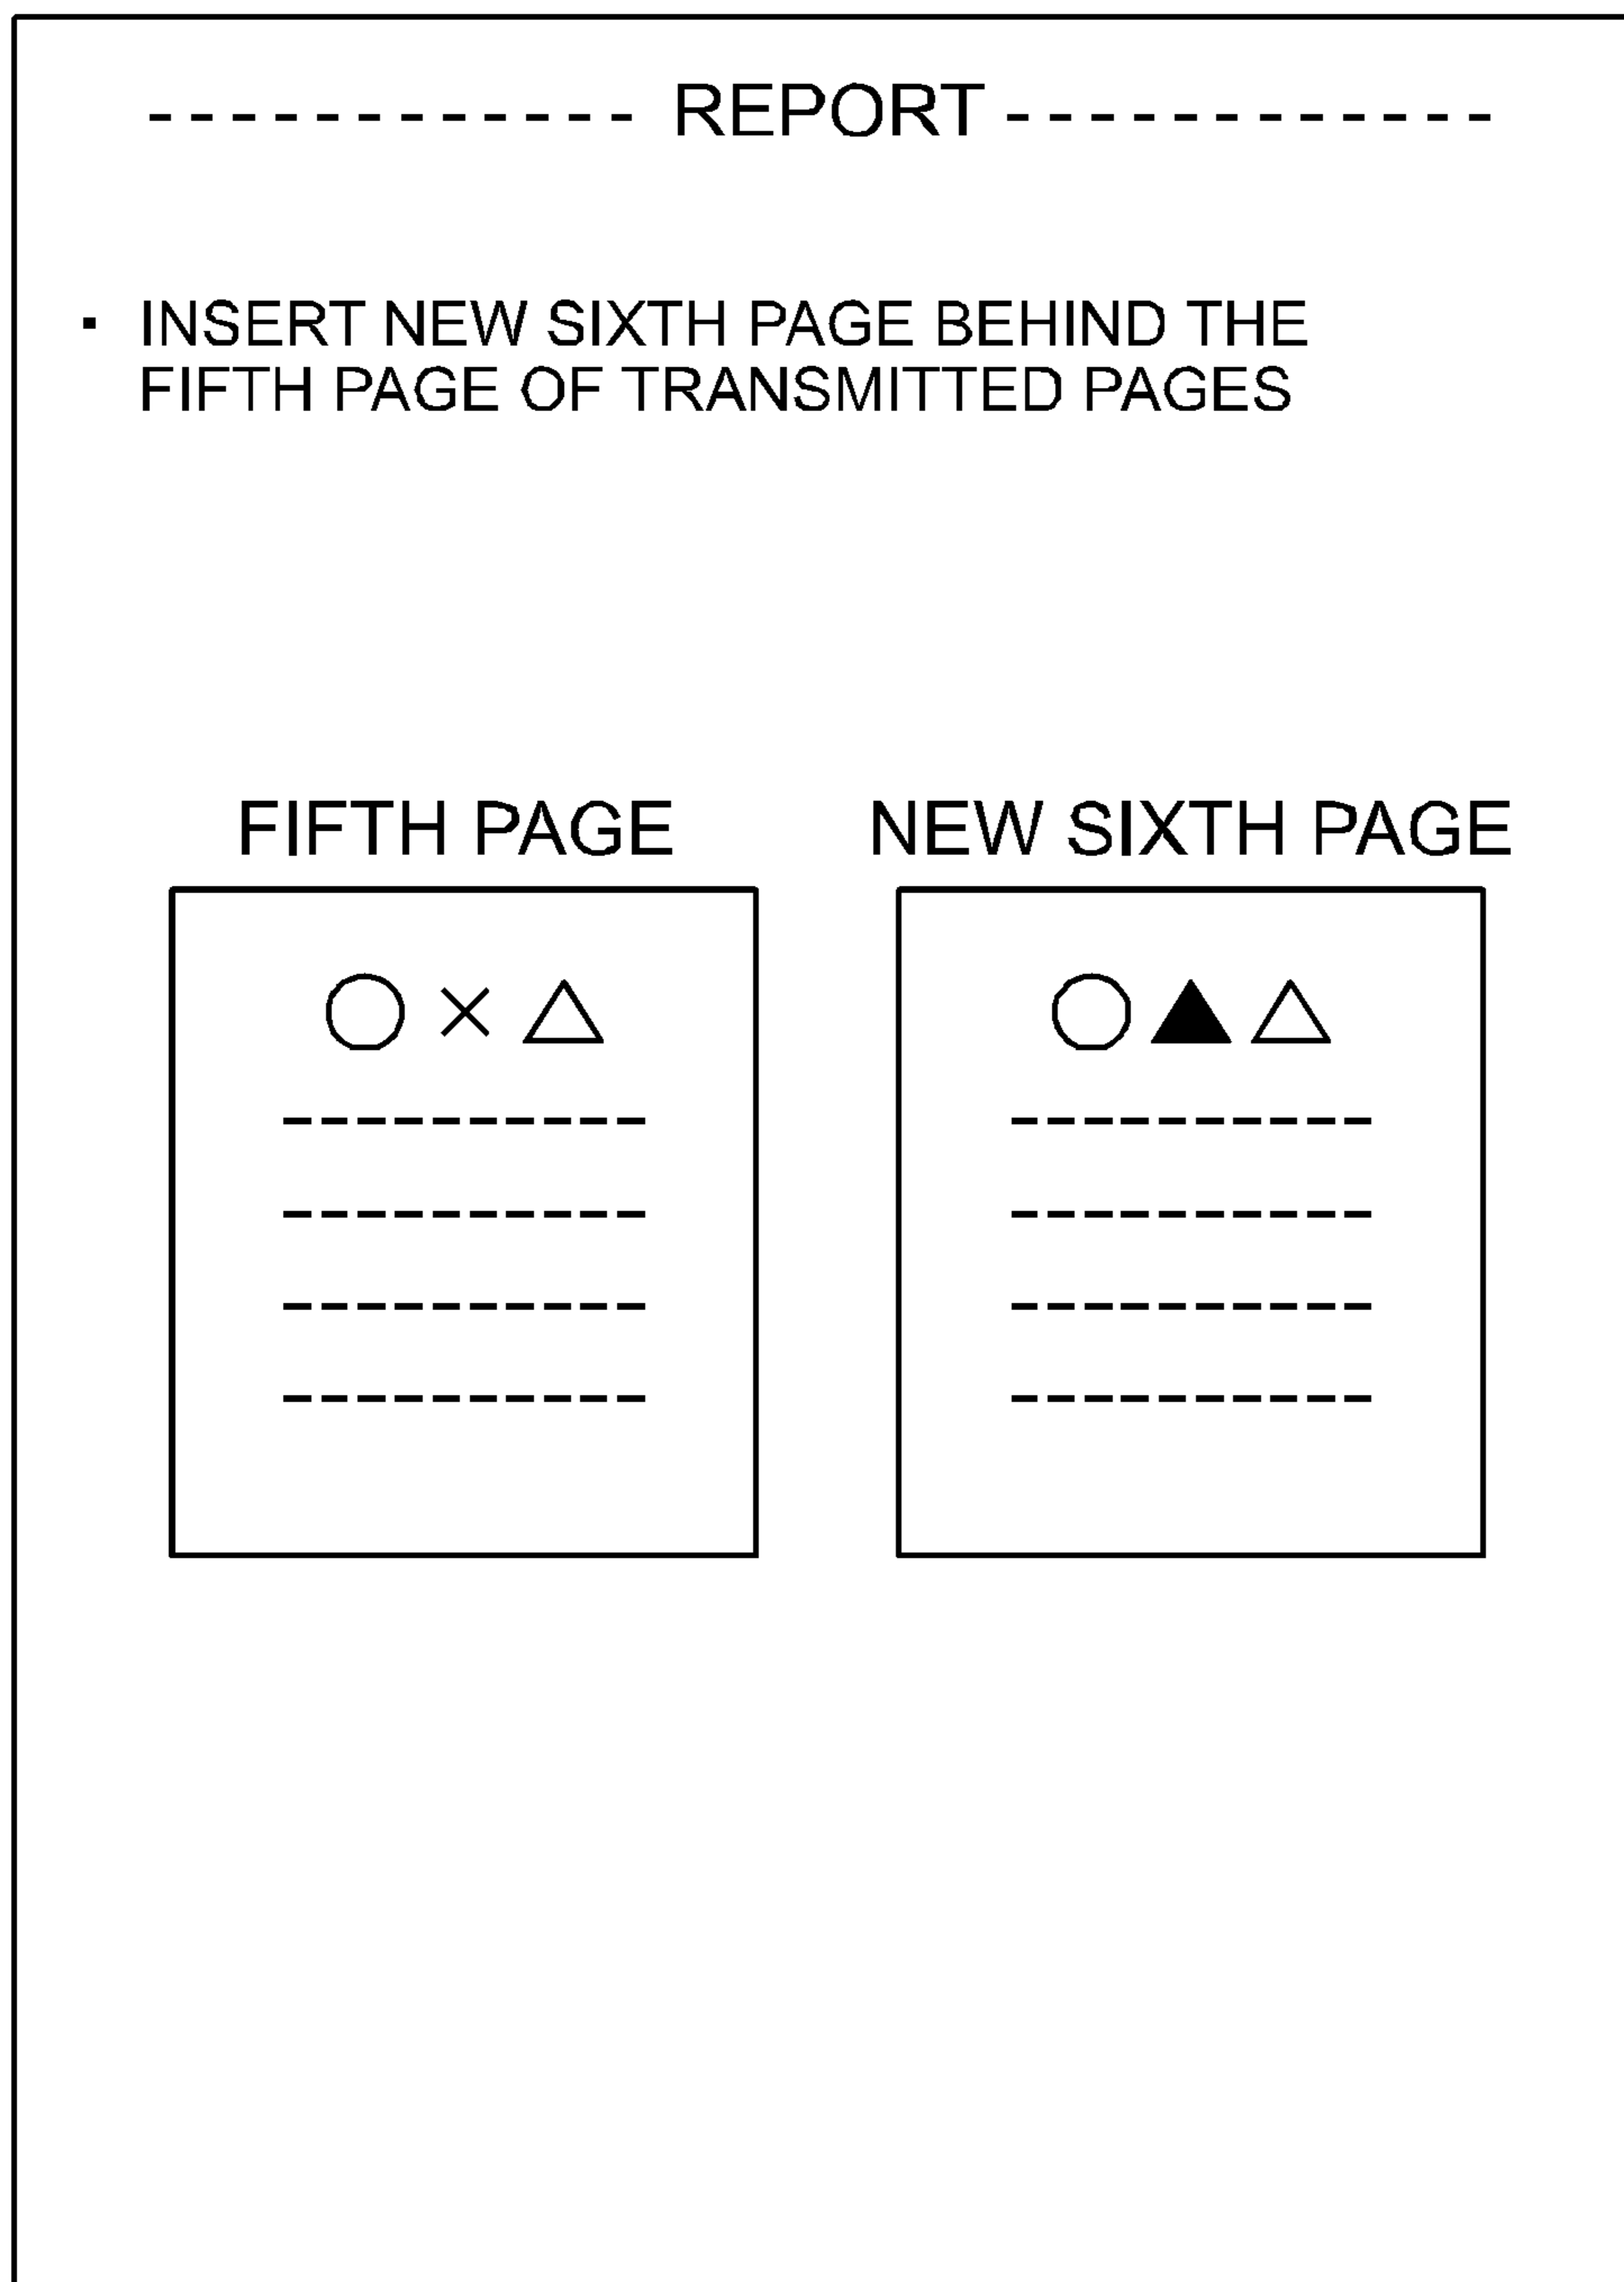 REPORT
▪ INSERT NEW SIXTH PAGE BEHIND THE
FIFTH PAGE OF TRANSMITTED PAGES
FIFTH PAGE NEW SIXTH PAGE
○×△ ○▲△